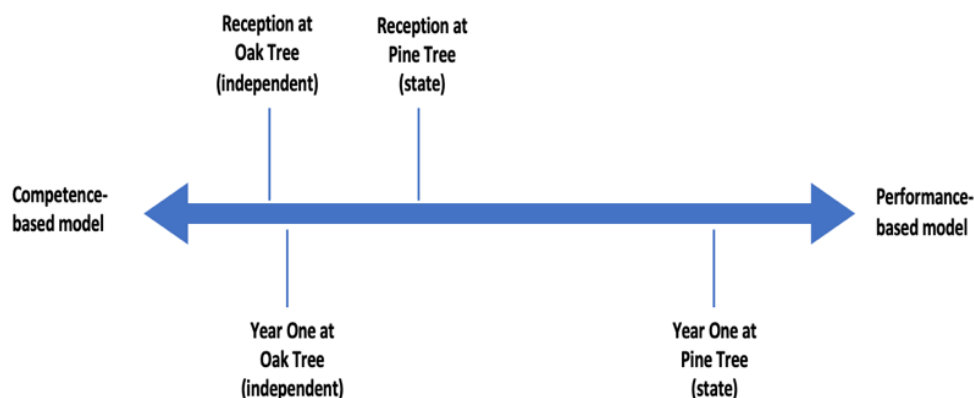 Reception at
Oak Tree
(independent)
Reception at
Pine Tree
(state)
Competence-
based model
Performance-
based model
Year One at
Oak Tree
(independent)
Year One at
Pine Tree
(state)